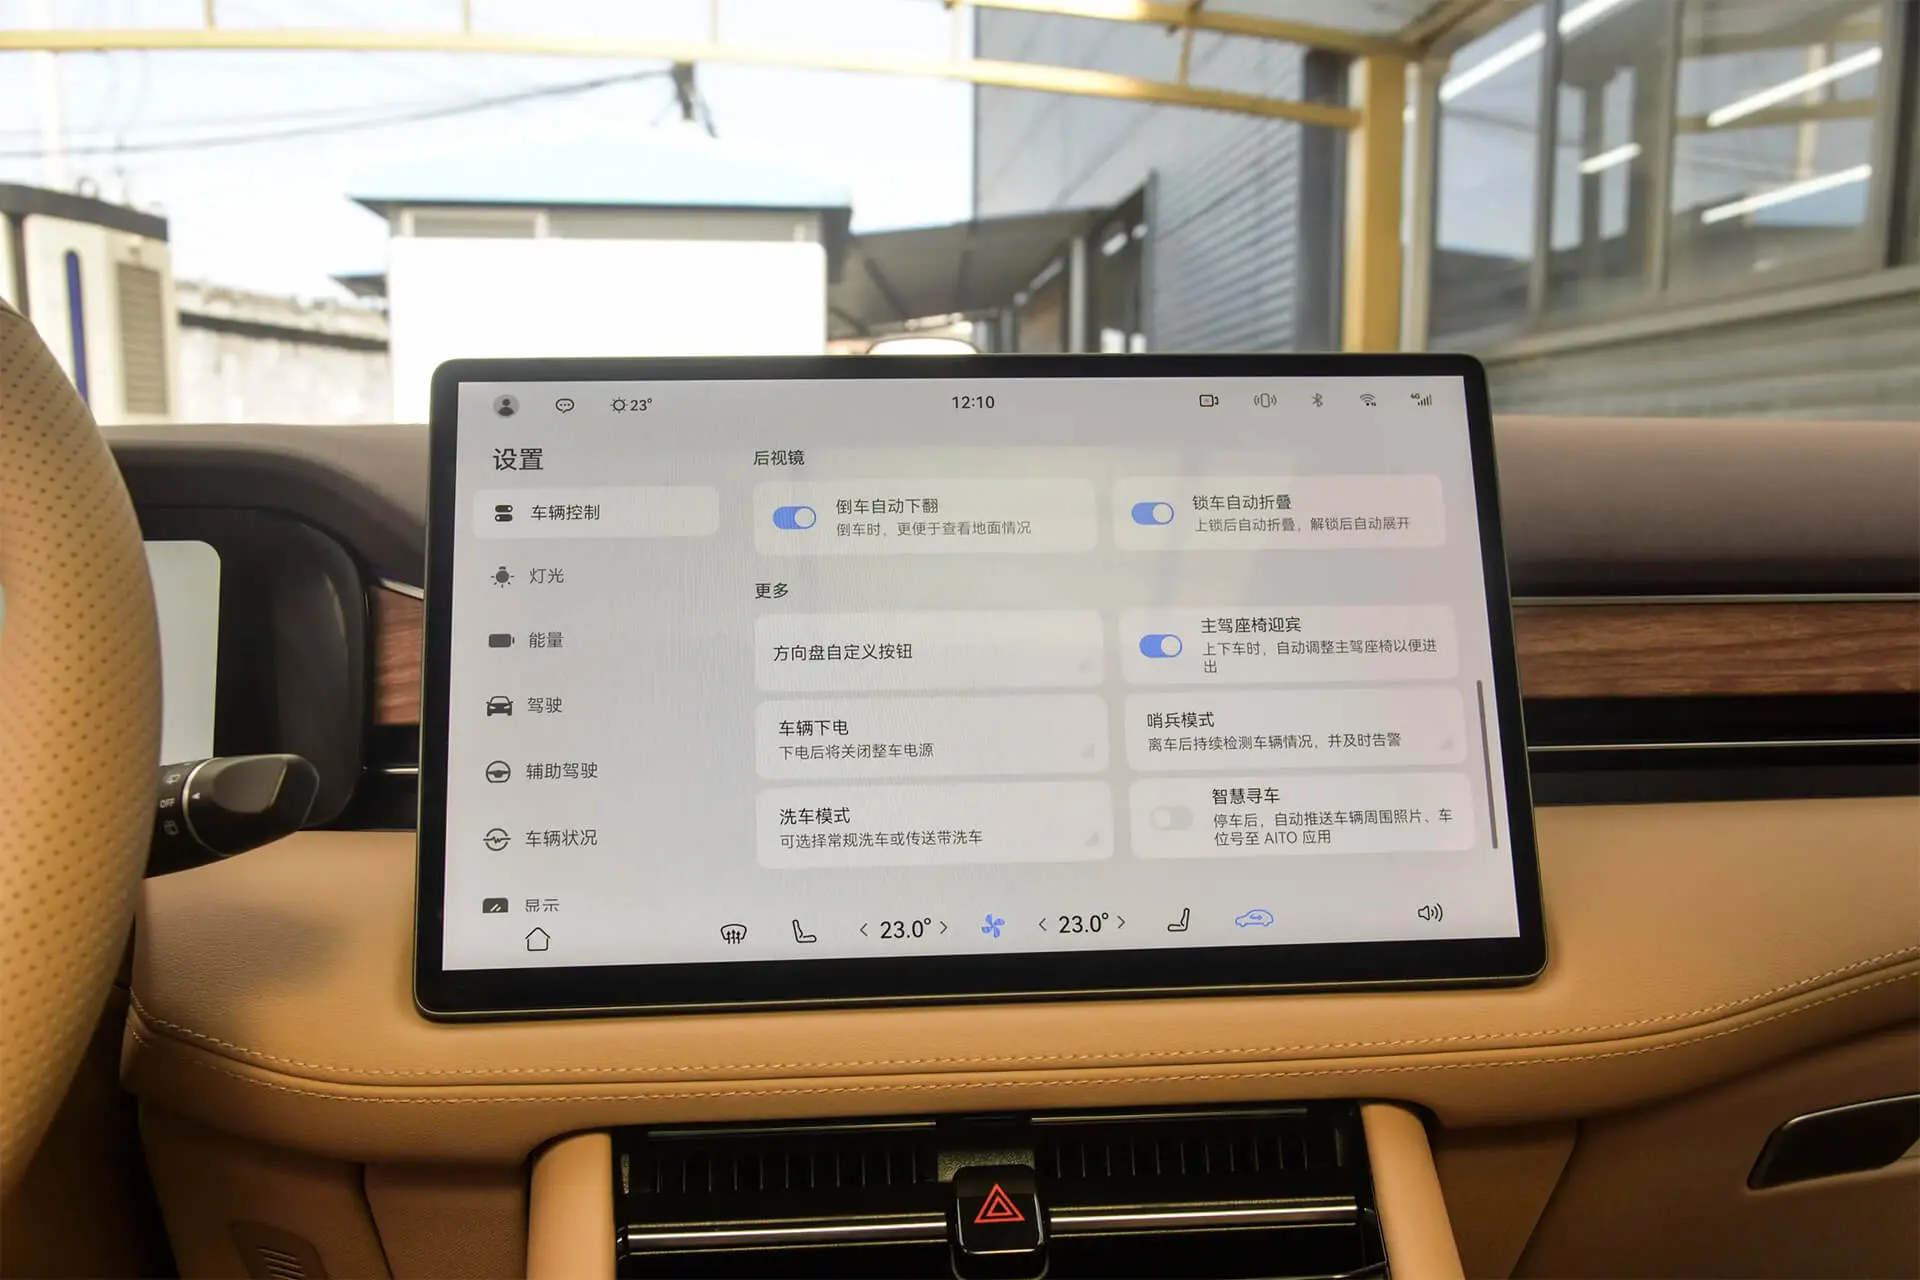 23°
12:10
4G
设置
车辆控制
灯光
能量
驾驶
辅助驾驶
车辆状况
显示
后视镜
倒车自动下翻
倒车时，更便于查看地面情况
锁车自动折叠
上锁后自动折叠，解锁后自动展开
更多
方向盘自定义按钮
主驾座椅迎宾
上下车时，自动调整主驾座椅以便进
出
车辆下电
下电后将关闭整车电源
哨兵模式
离车后持续检测车辆情况，并及时告警
洗车模式
可选择常规洗车或传送带洗车
智慧寻车
停车后，自动推送车辆周围照片、车
位号至 AITO 应用
< 23.0° >
< 23.0° >
OFF